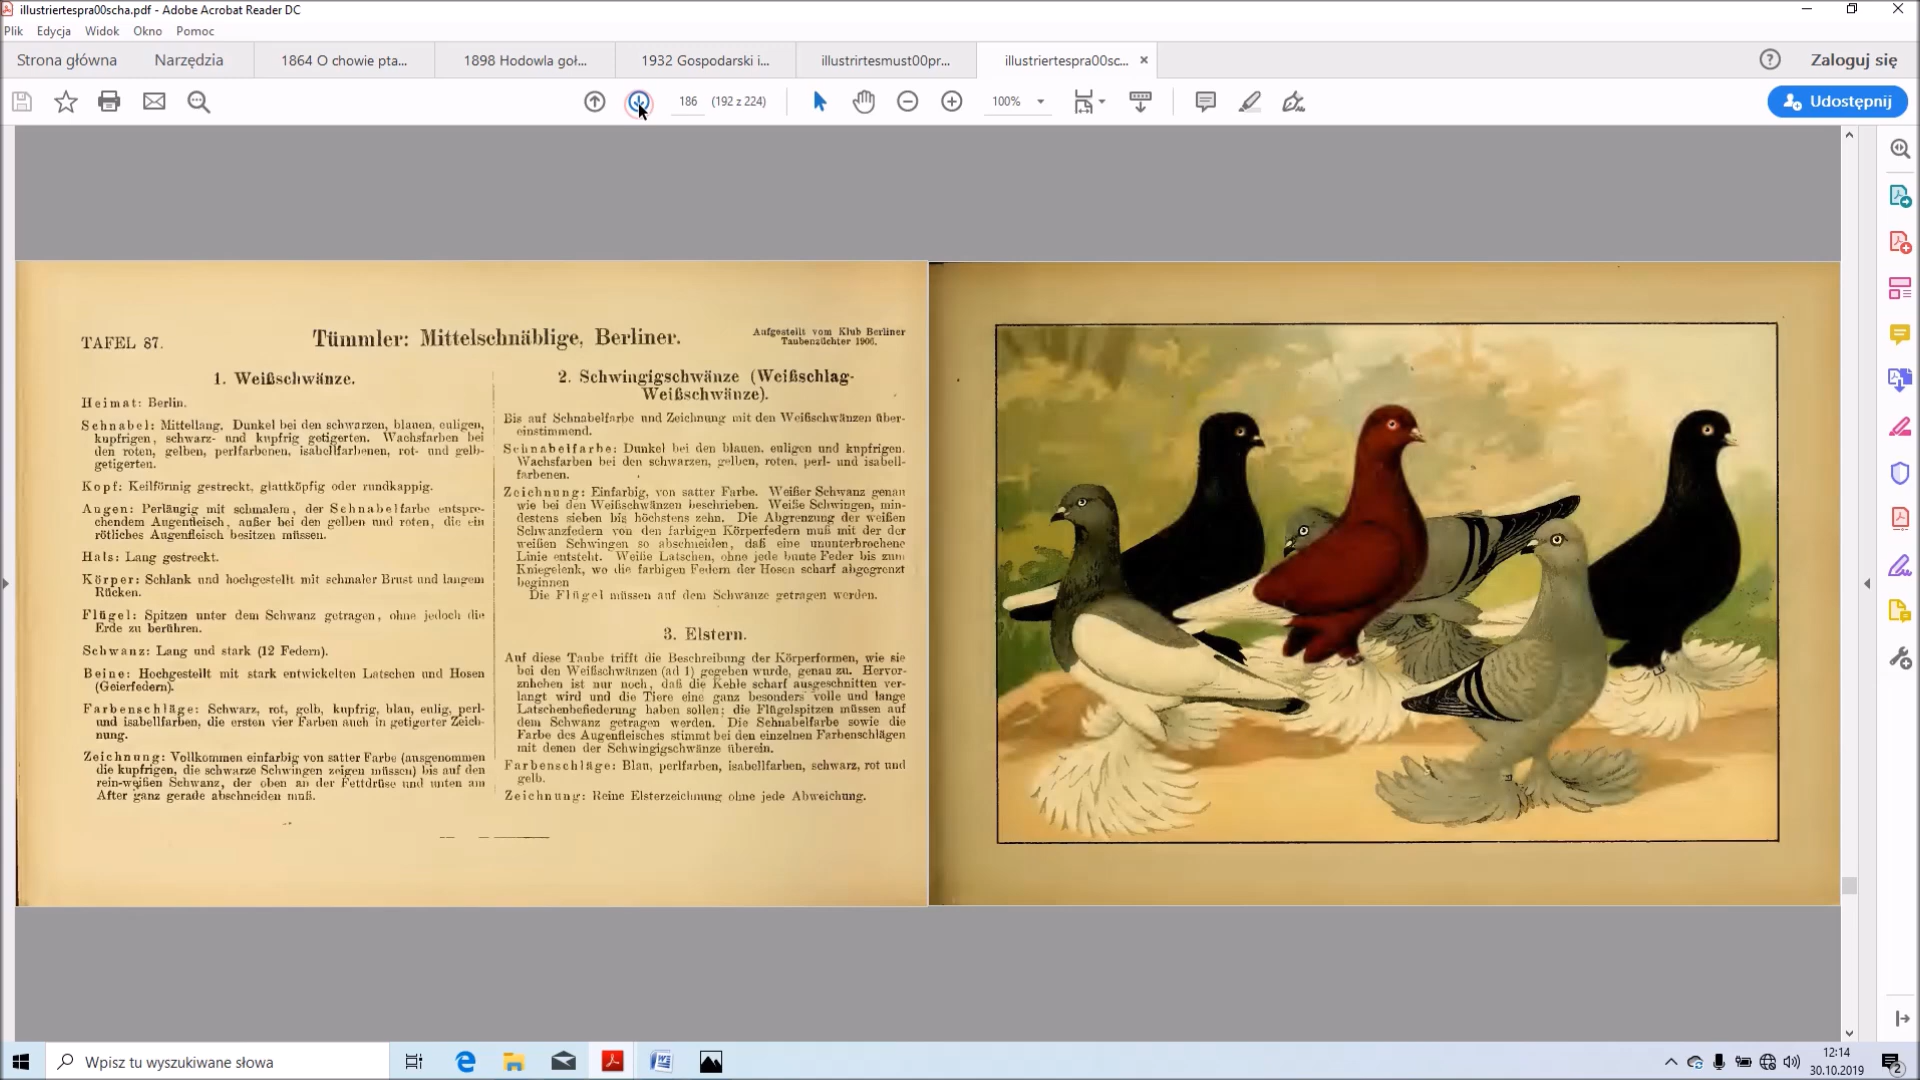 illustriertespra00scha.pdf - Adobe Acrobat Reader DC
Plik Edycja Widok Okno Pomoc
Strona główna Narzędzia 1864 O chowie pta... 1898 Hodowla goł... 1932 Gospodarski i... illustrirtesmust00pr... illustriertespra00sc... Zaloguj się
186 (192 z 224) 100% Udostępnij
TAFEL 87.
Tümmler: Mittelschnäblige, Berliner.
Aufgestellt vom Klub Berliner
Taubenzüchter 1906.
1. Weißschwänze.
Heimat: Berlin.
Schnabel: Mittellang. Dunkel bei den schwarzen, blauen, euligen,
kupfrigen, schwarz- und kupfrig getigerten. Wachsfarben bei
den roten, gelben, perlfarbenen, isabellfarbenen, rot- und gelb-
getigerten.
Kopf: Keilförmig gestreckt, glattköpfig oder rundkappig.
Augen: Perläugig mit schmalem, der Schnabelfarbe entspre-
chendem Augenfleisch, außer bei den gelben und roten, die ein
rötliches Augenfleisch besitzen müssen.
Hals: Lang gestreckt.
Körper: Schlank und hochgestellt mit schmaler Brust und langem
Rücken.
Flügel: Spitzen unter dem Schwanz getragen, ohne jedoch die
Erde zu berühren.
Schwanz: Lang und stark (12 Federn).
Beine: Hochgestellt mit stark entwickelten Latschen und Hosen
(Geierfedern).
Farbenschläge: Schwarz, rot, gelb, kupfrig, blau, eulig, perl-
und isabellfarben, die ersten vier Farben auch in getigerter Zeich-
nung.
Zeichnung: Vollkommen einfarbig von satter Farbe (ausgenommen
die kupfrigen, die schwarze Schwingen zeigen müssen) bis auf den
rein-weißen Schwanz, der oben an der Fettdrüse und unten am
After ganz gerade abschneiden muß.
2. Schwingigschwänze (Weißschlag-
Weißschwänze).
Bis auf Schnabelfarbe und Zeichnung mit den Weißschwänzen über-
einstimmend.
Schnabelfarbe: Dunkel bei den blauen, euligen und kupfrigen.
Wachsfarben bei den schwarzen, gelben, roten, perl- und isabell-
farbenen.
Zeichnung: Einfarbig, von satter Farbe. Weißer Schwanz genau
wie bei den Weißschwänzen beschrieben. Weiße Schwingen, min-
destens sieben bis höchstens zehn. Die Abgrenzung der weißen
Schwanzfedern von den farbigen Körperfedern muß mit der der
weißen Schwingen so abschneiden, daß eine ununterbrochene
Linie entsteht. Weiße Latschen, ohne jede bunte Feder bis zum
Kniegelenk, wo die farbigen Federn der Hosen scharf abgegrenzt
beginnen
Die Flügel müssen auf dem Schwanze getragen werden.
3. Elstern.
Auf diese Taube trifft die Beschreibung der Körperformen, wie sie
bei den Weißschwänzen (ad 1) gegeben wurde, genau zu. Hervor-
zuheben ist nur noch, daß die Kehle scharf ausgeschnitten ver-
langt wird und die Tiere eine ganz besonders volle und lange
Latschenbefiederung haben sollen; die Flügelspitzen müssen auf
dem Schwanz getragen werden. Die Schnabelfarbe sowie die
Farbe des Augenfleisches stimmt bei den einzelnen Farbenschlägen
mit denen der Schwingigschwänze überein.
Farbenschläge: Blau, perlfarben, isabellfarben, schwarz, rot und
gelb.
Zeichnung: Reine Elsterzeichnung ohne jede Abweichung.
Wpisz tu wyszukiwane słowa
12:14
30.10.2019
2